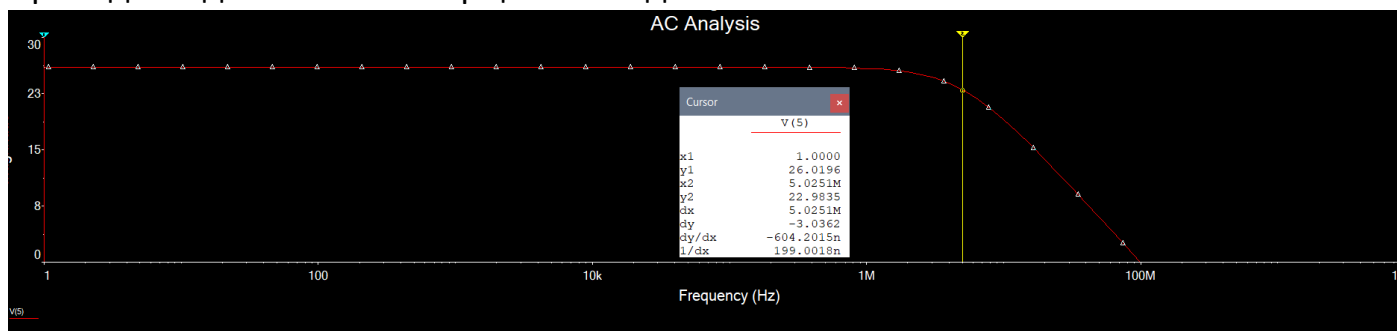 AC Analysis
30
23
15
8
0
1
100
10k
1M
100M
Frequency (Hz)
V(5)
Cursor
V(5)
x1 1.0000
y1 26.0196
x2 5.0251M
y2 22.9835
dx 5.0251M
dy -3.0362
dy/dx -604.2015n
1/dx 199.0018n